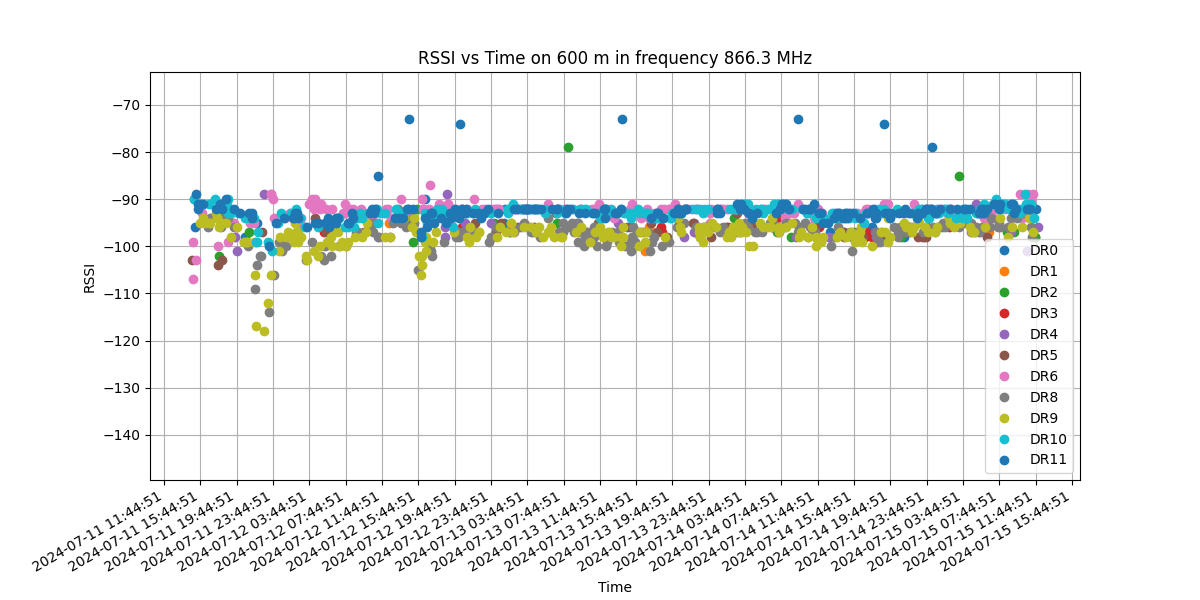 RSSI vs Time on 600 m in frequency 866.3 MHz
RSSI
−70
−80
−90
−100
−110
−120
−130
−140
DR0
DR1
DR2
DR3
DR4
DR5
DR6
DR8
DR9
DR10
DR11
2024-07-11 11:44:51
2024-07-11 15:44:51
2024-07-11 19:44:51
2024-07-11 23:44:51
2024-07-12 03:44:51
2024-07-12 07:44:51
2024-07-12 11:44:51
2024-07-12 15:44:51
2024-07-12 19:44:51
2024-07-12 23:44:51
2024-07-13 03:44:51
2024-07-13 07:44:51
2024-07-13 11:44:51
2024-07-13 15:44:51
2024-07-13 19:44:51
2024-07-13 23:44:51
2024-07-14 03:44:51
2024-07-14 07:44:51
2024-07-14 11:44:51
2024-07-14 15:44:51
2024-07-14 19:44:51
2024-07-14 23:44:51
2024-07-15 03:44:51
2024-07-15 07:44:51
2024-07-15 11:44:51
2024-07-15 15:44:51
Time